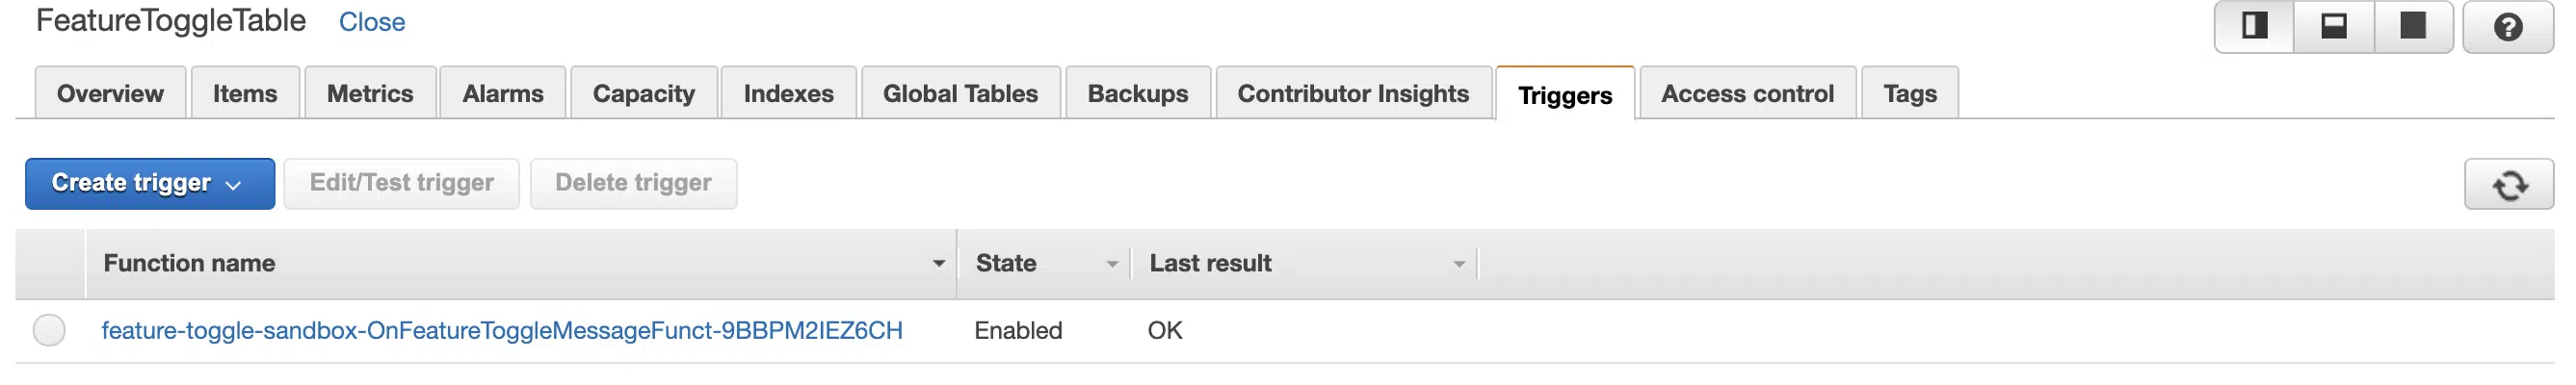 FeatureToggleTable Close
Overview Items Metrics Alarms Capacity Indexes Global Tables Backups Contributor Insights Triggers Access control Tags
Create trigger Edit/Test trigger Delete trigger
Function name State Last result
feature-toggle-sandbox-OnFeatureToggleMessageFunct-9BBPM2IEZ6CH Enabled OK